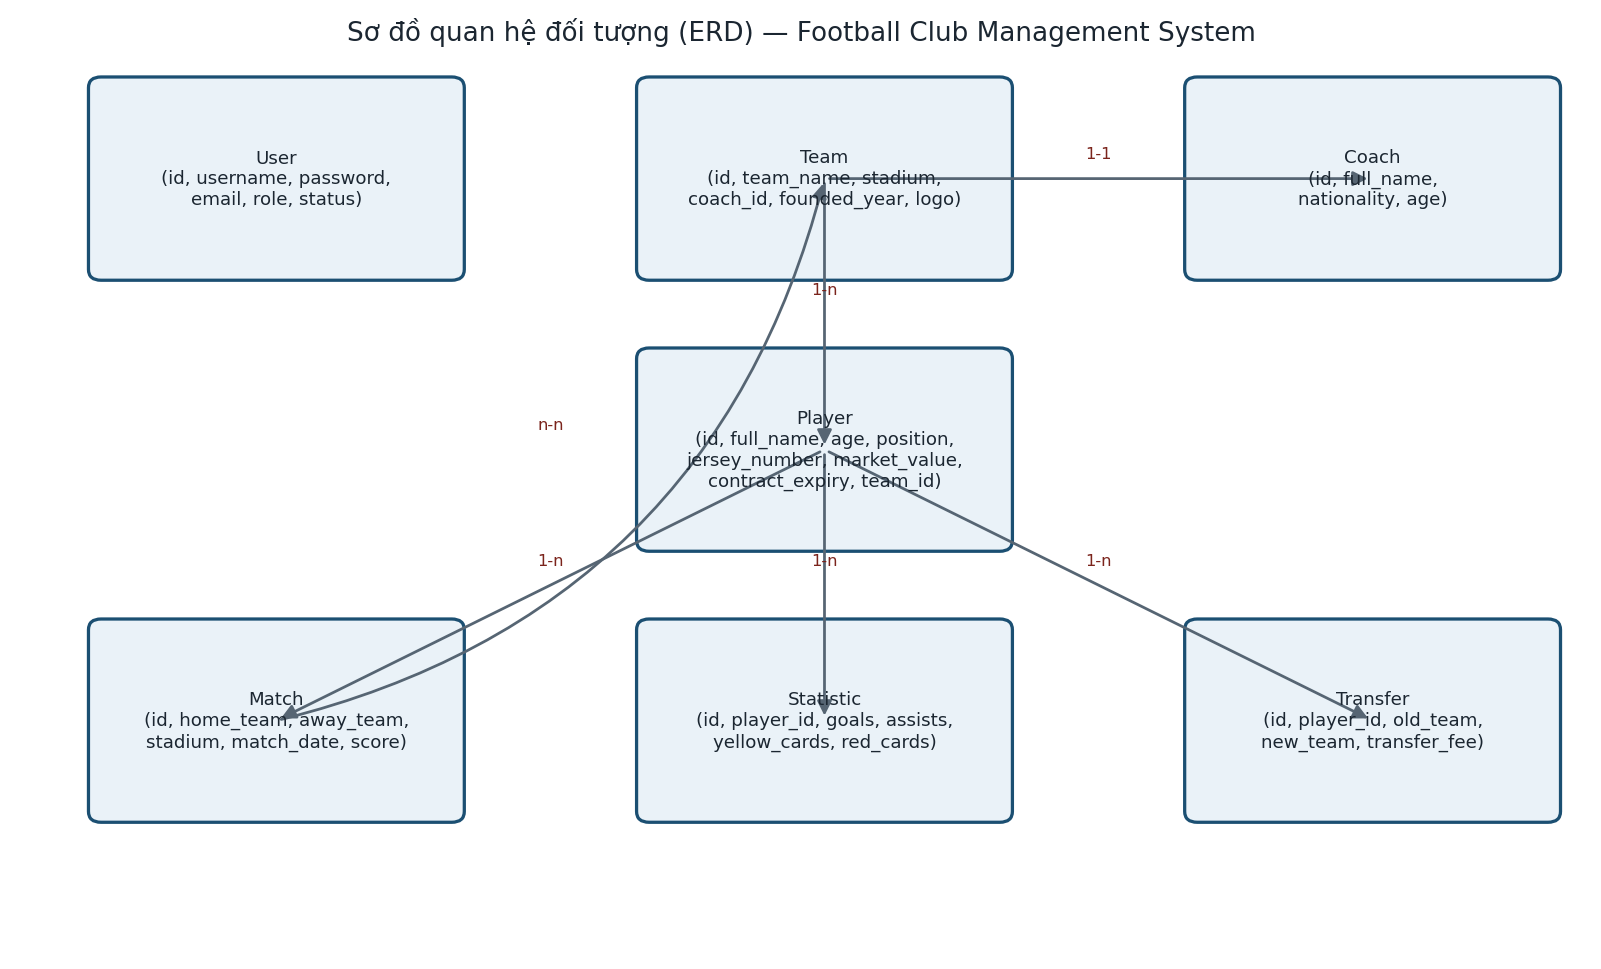 Sơ đồ quan hệ đối tượng (ERD) — Football Club Management System
User
(id, username, password,
email, role, status)
Team
(id, team_name, stadium,
coach_id, founded_year, logo)
1-1
Coach
(id, full_name,
nationality, age)
1-n
n-n
Player
(id, full_name, age, position,
jersey_number, market_value,
contract_expiry, team_id)
1-n
1-n
1-n
Match
(id, home_team, away_team,
stadium, match_date, score)
Statistic
(id, player_id, goals, assists,
yellow_cards, red_cards)
Transfer
(id, player_id, old_team,
new_team, transfer_fee)